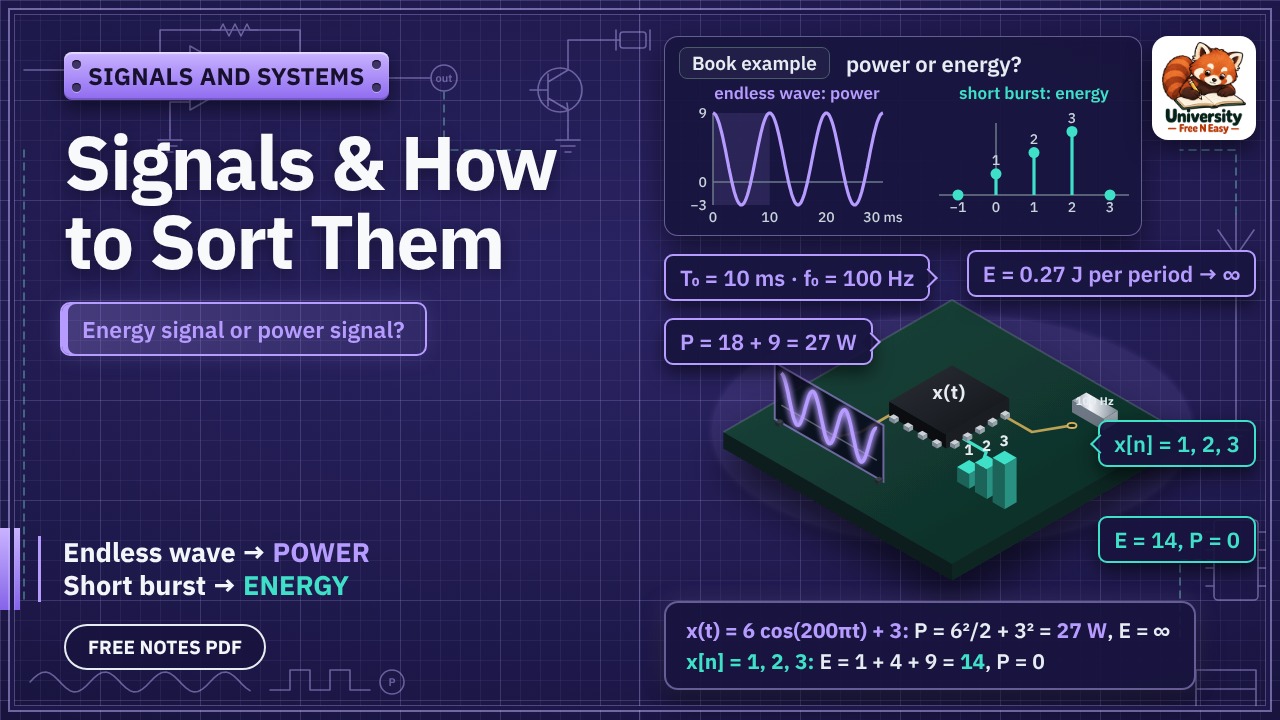 SIGNALS AND SYSTEMS
out
Signals & How
to Sort Them
Energy signal or power signal?
Endless wave → POWER
Short burst → ENERGY
FREE NOTES PDF
P
Book example power or energy?
endless wave: power
9
0
−3
0 10 20 30 ms
short burst: energy
1 2 3
−1 0 1 2 3
University
Free N Easy
T₀ = 10 ms · f₀ = 100 Hz
E = 0.27 J per period → ∞
P = 18 + 9 = 27 W
x(t)
Hz
1 2 3
x[n] = 1, 2, 3
E = 14, P = 0
x(t) = 6 cos(200πt) + 3: P = 6²/2 + 3² = 27 W, E = ∞
x[n] = 1, 2, 3: E = 1 + 4 + 9 = 14, P = 0